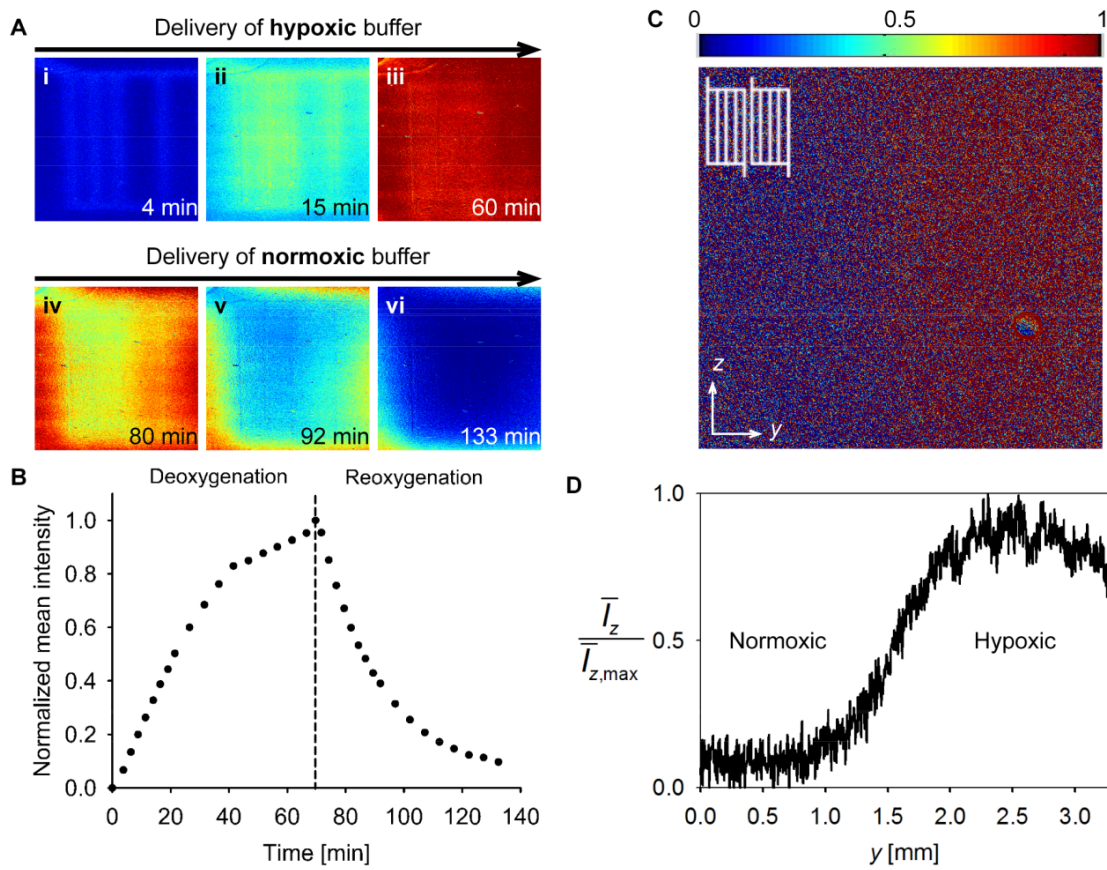 A
Delivery of hypoxic buffer
i
ii
iii
4 min
15 min
60 min
Delivery of normoxic buffer
iv
v
vi
80 min
92 min
133 min
B
Deoxygenation
Reoxygenation
Normalized mean intensity
1.0
0.8
0.6
0.4
0.2
0.0
0 20 40 60 80 100 120 140
Time [min]
C
0 0.5 1
z
y
D
I̅z
I̅z,max
1.0
0.5
0.0
Normoxic
Hypoxic
0.0 0.5 1.0 1.5 2.0 2.5 3.0
y [mm]